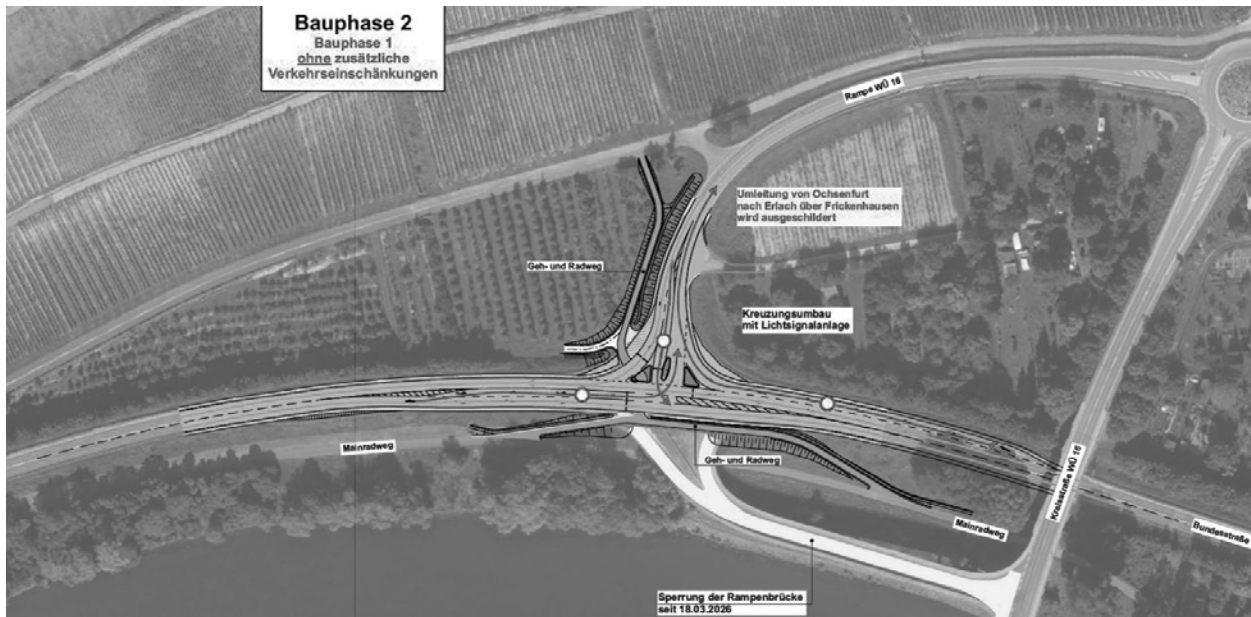 Bauphase 2
Bauphase 1
ohne zusätzliche
Verkehrseinschänkungen
Rampe WÜ 16
Umleitung von Ochsenfurt
nach Erlach über Frickenhausen
wird ausgeschildert
Geh- und Radweg
Kreuzungsumbau
mit Lichtsignalanlage
Mainradweg
Geh- und Radweg
Kreisstraße WÜ 16
Mainradweg
Bundesstraße
Sperrung der Rampenbrücke
seit 18.03.2026